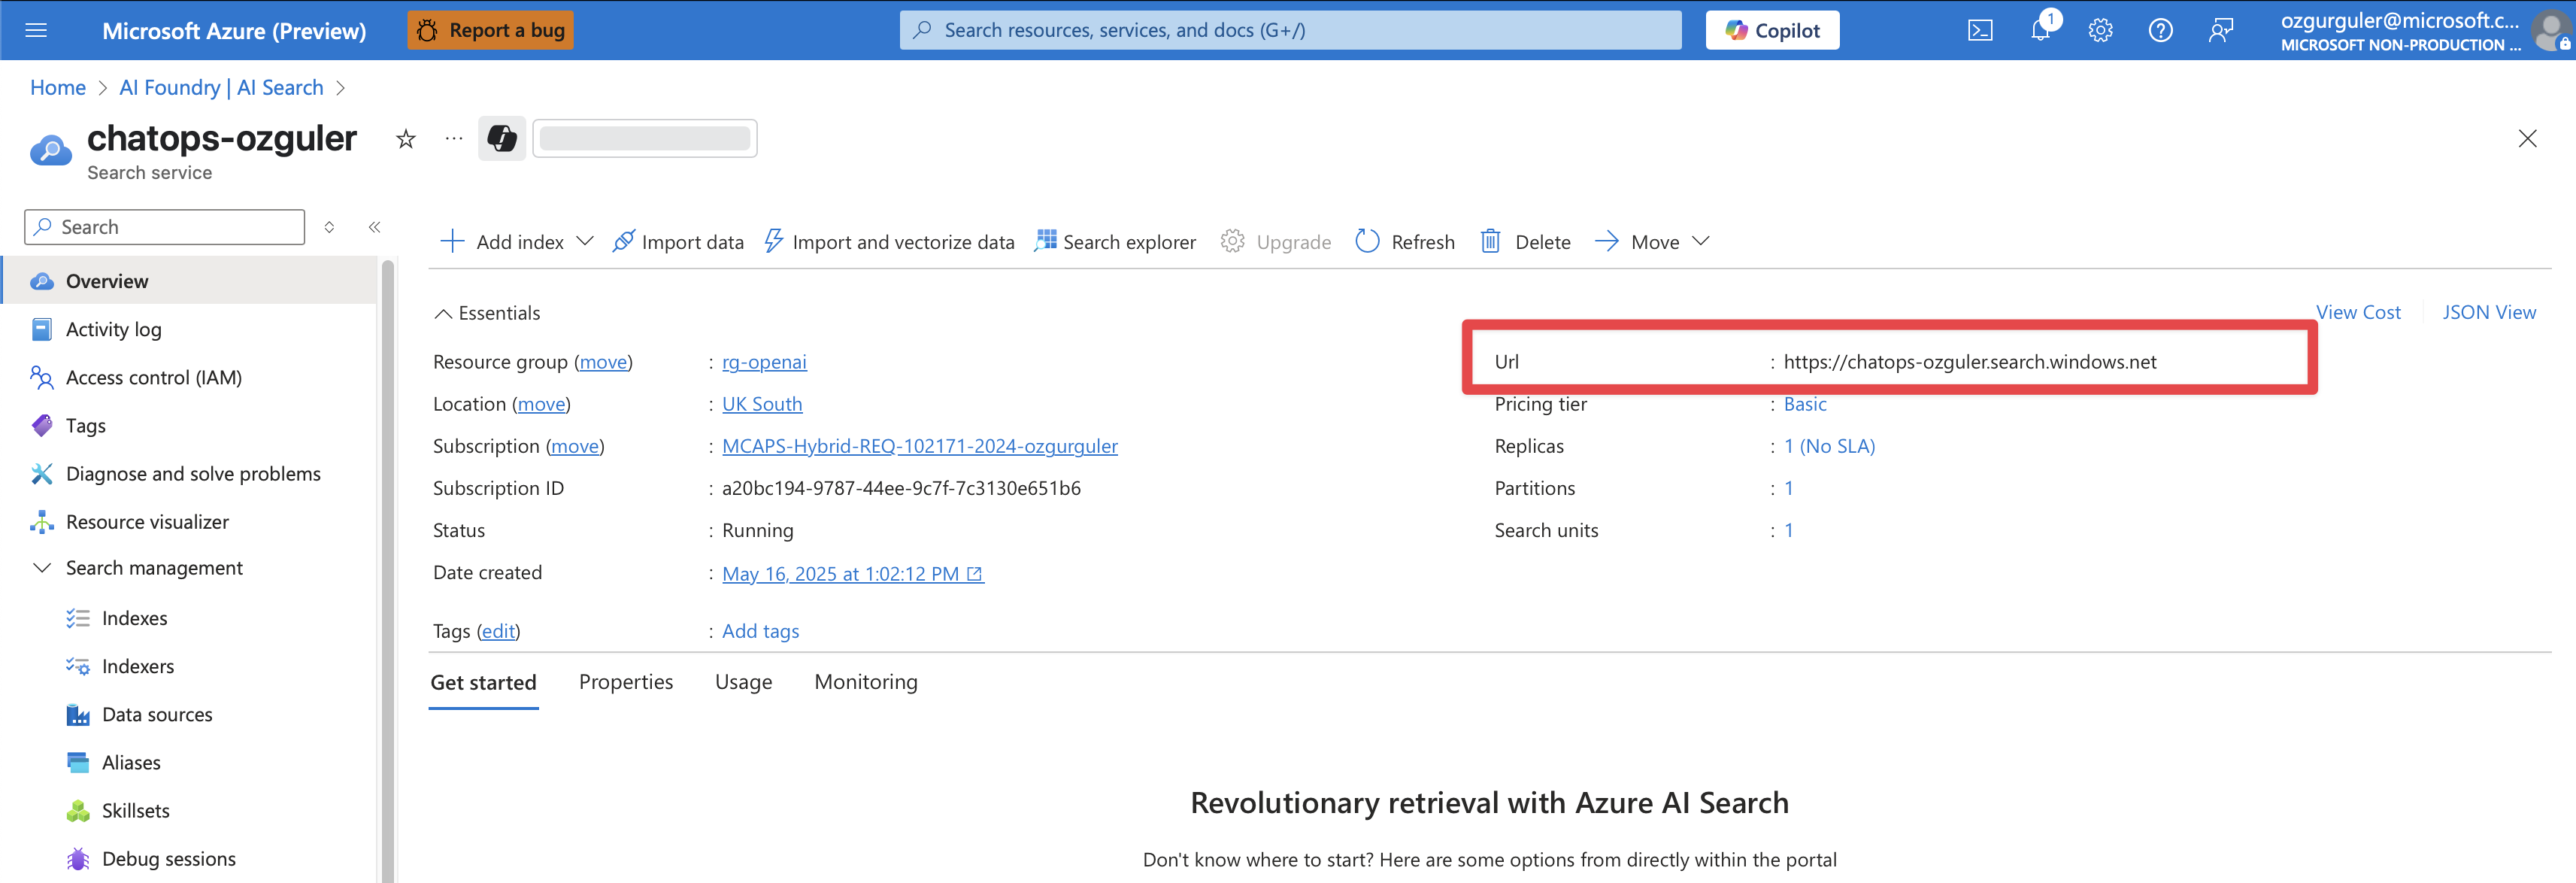 Microsoft Azure (Preview)
Report a bug
Search resources, services, and docs (G+/)
Copilot
1
ozgurguler@microsoft.c...
MICROSOFT NON-PRODUCTION ...
Home > AI Foundry | AI Search >
chatops-ozguler
Search service
Search
Add index
Import data
Import and vectorize data
Search explorer
Upgrade
Refresh
Delete
Move
Overview
Activity log
Access control (IAM)
Tags
Diagnose and solve problems
Resource visualizer
Search management
Indexes
Indexers
Data sources
Aliases
Skillsets
Debug sessions
Essentials
View Cost
JSON View
Resource group (move) : rg-openai
Location (move) : UK South
Subscription (move) : MCAPS-Hybrid-REQ-102171-2024-ozgurguler
Subscription ID : a20bc194-9787-44ee-9c7f-7c3130e651b6
Status : Running
Date created : May 16, 2025 at 1:02:12 PM
Tags (edit) : Add tags
Url : https://chatops-ozguler.search.windows.net
Pricing tier : Basic
Replicas : 1 (No SLA)
Partitions : 1
Search units : 1
Get started
Properties
Usage
Monitoring
Revolutionary retrieval with Azure AI Search
Don't know where to start? Here are some options from directly within the portal